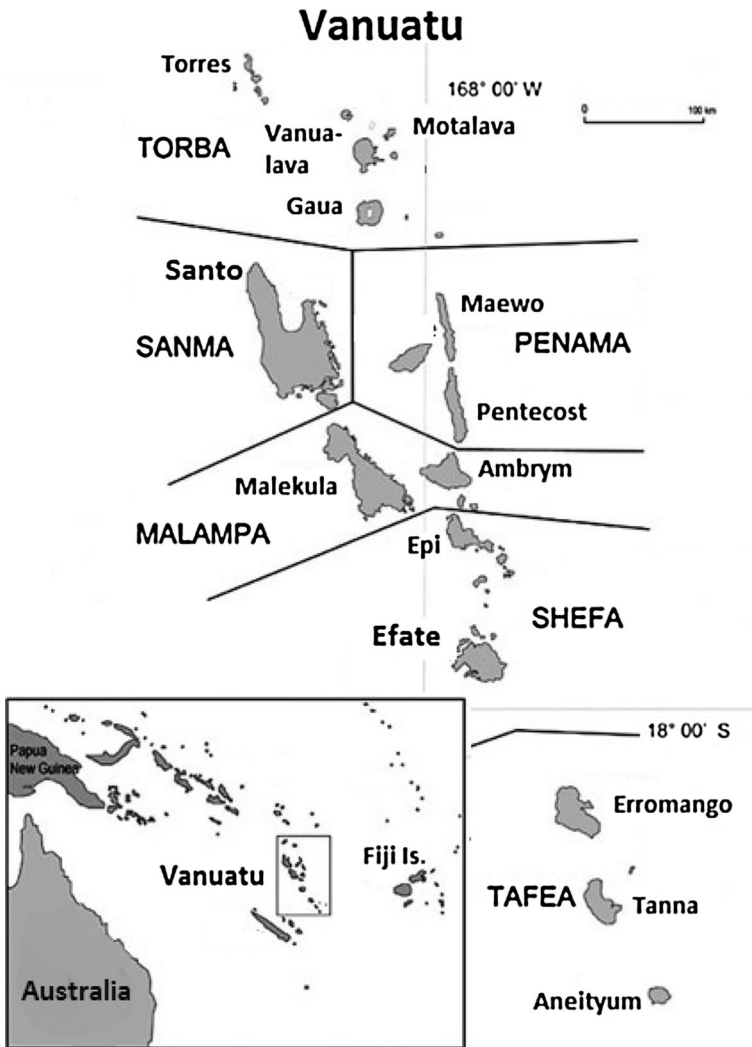 Vanuatu
Torres
168° 00' W
0
100 km
Motalava
Vanua-
lava
TORBA
Gaua
Santo
Maewo
SANMA
PENAMA
Pentecost
Ambrym
Malekula
MALAMPA
Epi
SHEFA
Efate
18° 00' S
Papua
New Guinea
Erromango
Vanuatu
Fiji Is.
TAFEA
Tanna
Australia
Aneityum